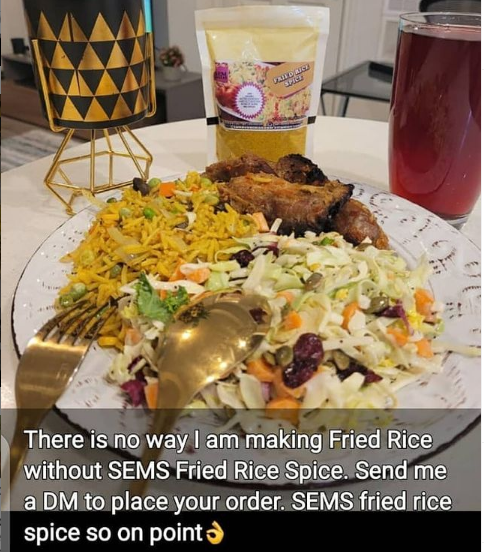 FRIED RICE
SPICE
There is no way I am making Fried Rice
without SEMS Fried Rice Spice. Send me
a DM to place your order. SEMS fried rice
spice so on point👌